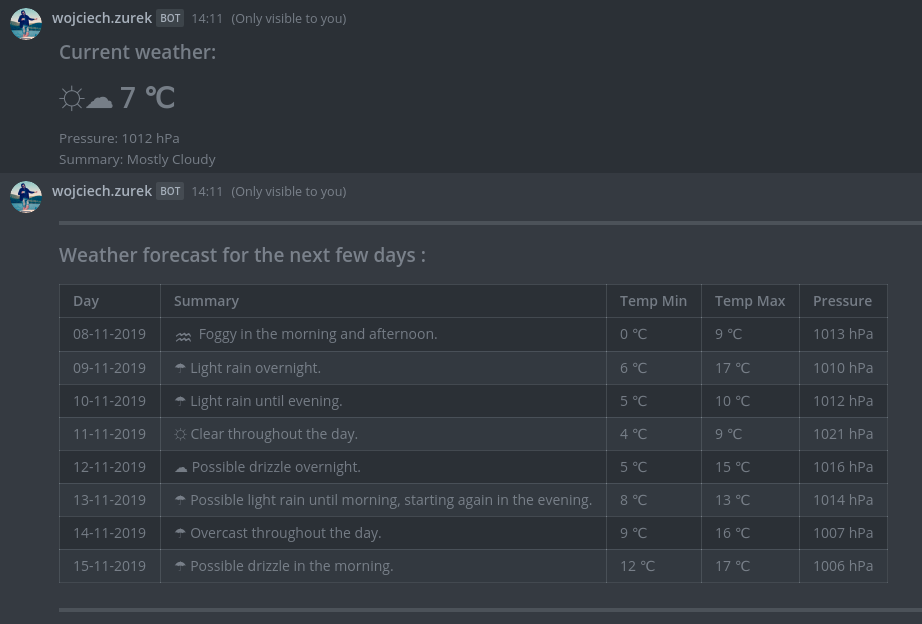 wojciech.zurek BOT 14:11 (Only visible to you)
Current weather:
☼☁ 7 ℃
Pressure: 1012 hPa
Summary: Mostly Cloudy
wojciech.zurek BOT 14:11 (Only visible to you)
Weather forecast for the next few days :
Day Summary Temp Min Temp Max Pressure
08-11-2019 Foggy in the morning and afternoon. 0 ℃ 9 ℃ 1013 hPa
09-11-2019 ☂ Light rain overnight. 6 ℃ 17 ℃ 1010 hPa
10-11-2019 ☂ Light rain until evening. 5 ℃ 10 ℃ 1012 hPa
11-11-2019 ☼ Clear throughout the day. 4 ℃ 9 ℃ 1021 hPa
12-11-2019 ☁ Possible drizzle overnight. 5 ℃ 15 ℃ 1016 hPa
13-11-2019 ☂ Possible light rain until morning, starting again in the evening. 8 ℃ 13 ℃ 1014 hPa
14-11-2019 ☂ Overcast throughout the day. 9 ℃ 16 ℃ 1007 hPa
15-11-2019 ☂ Possible drizzle in the morning. 12 ℃ 17 ℃ 1006 hPa